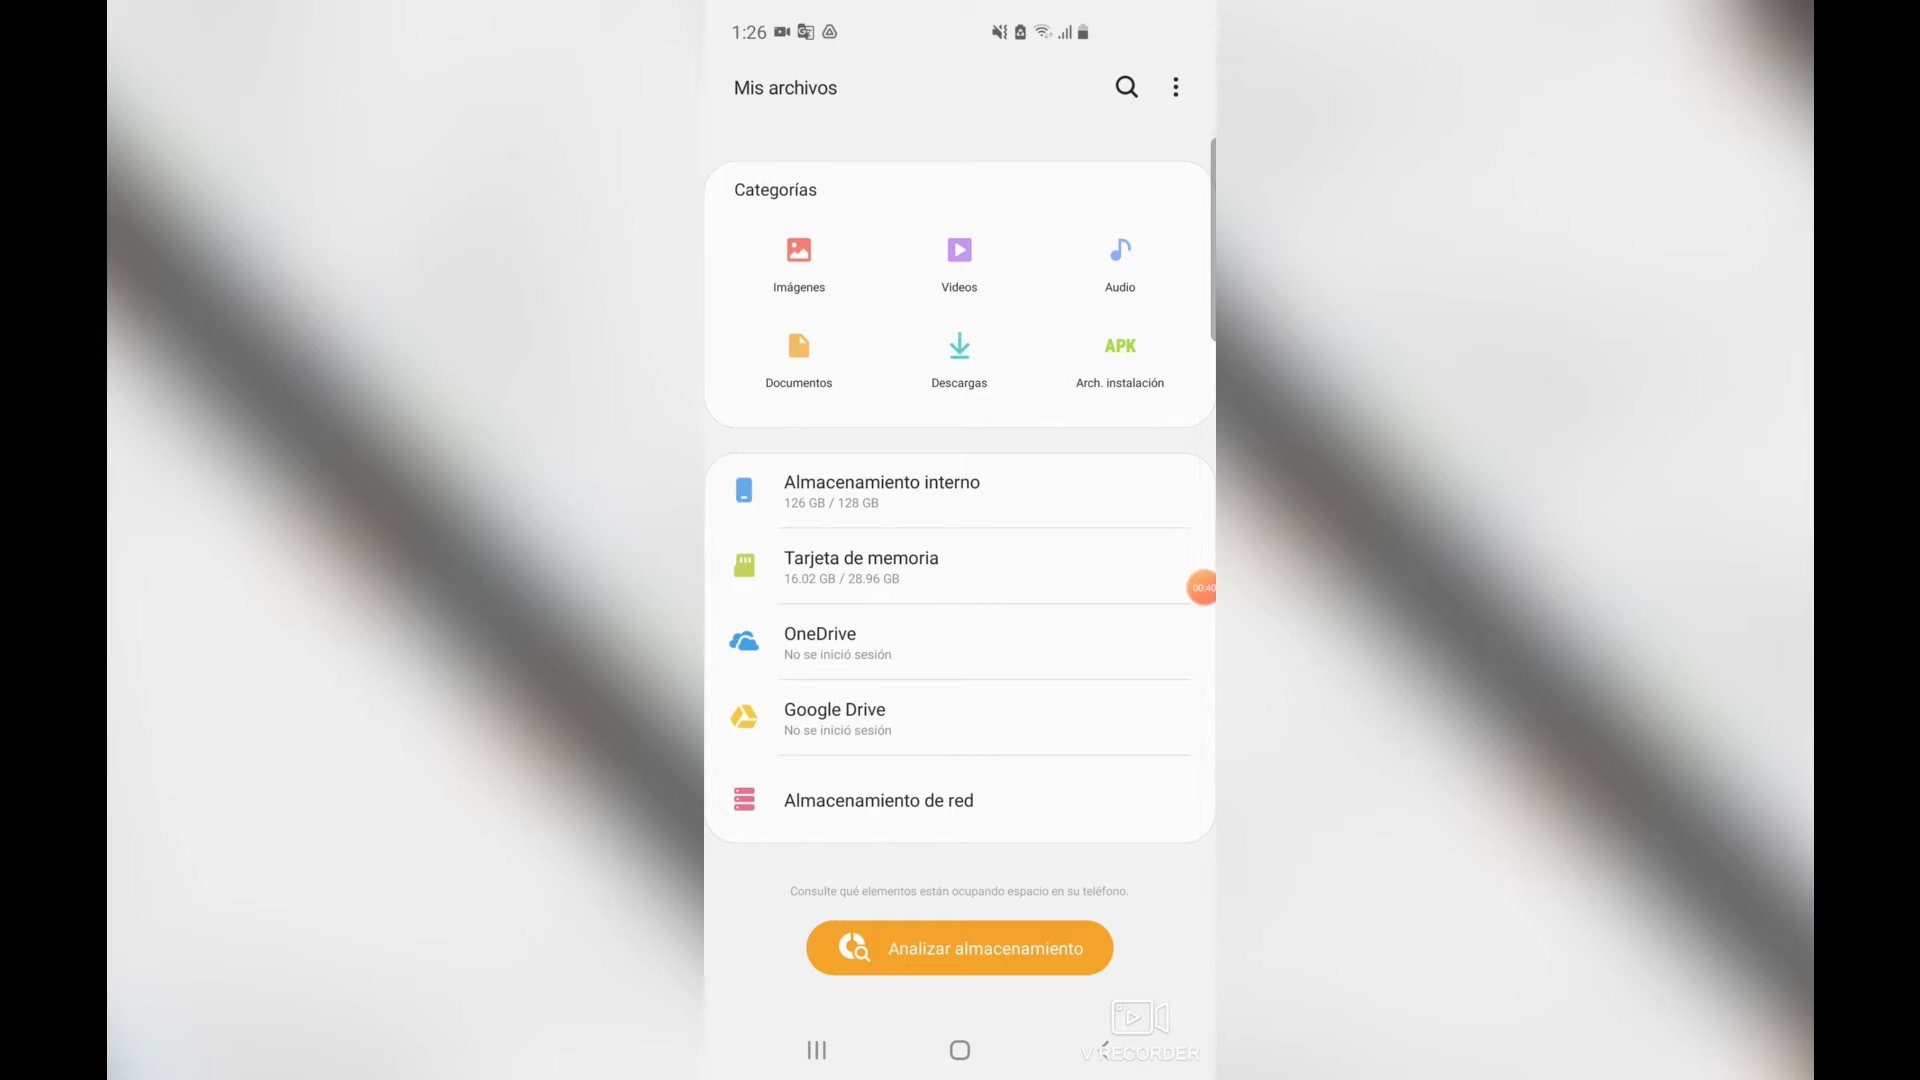 1:26
Mis archivos
Categorías
Imágenes
Videos
Audio
Documentos
Descargas
APK
Arch. instalación
Almacenamiento interno
126 GB / 128 GB
Tarjeta de memoria
16.02 GB / 28.96 GB
00:40
OneDrive
No se inició sesión
Google Drive
No se inició sesión
Almacenamiento de red
Consulte qué elementos están ocupando espacio en su teléfono.
Analizar almacenamiento
V RECORDER